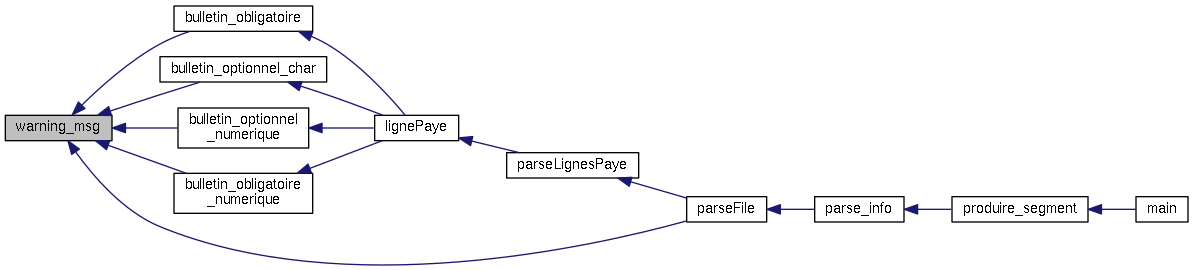 bulletin_obligatoire
bulletin_optionnel_char
warning_msg
bulletin_optionnel
_numerique
lignePaye
bulletin_obligatoire
_numerique
parseLignesPaye
parseFile
parse_info
produire_segment
main